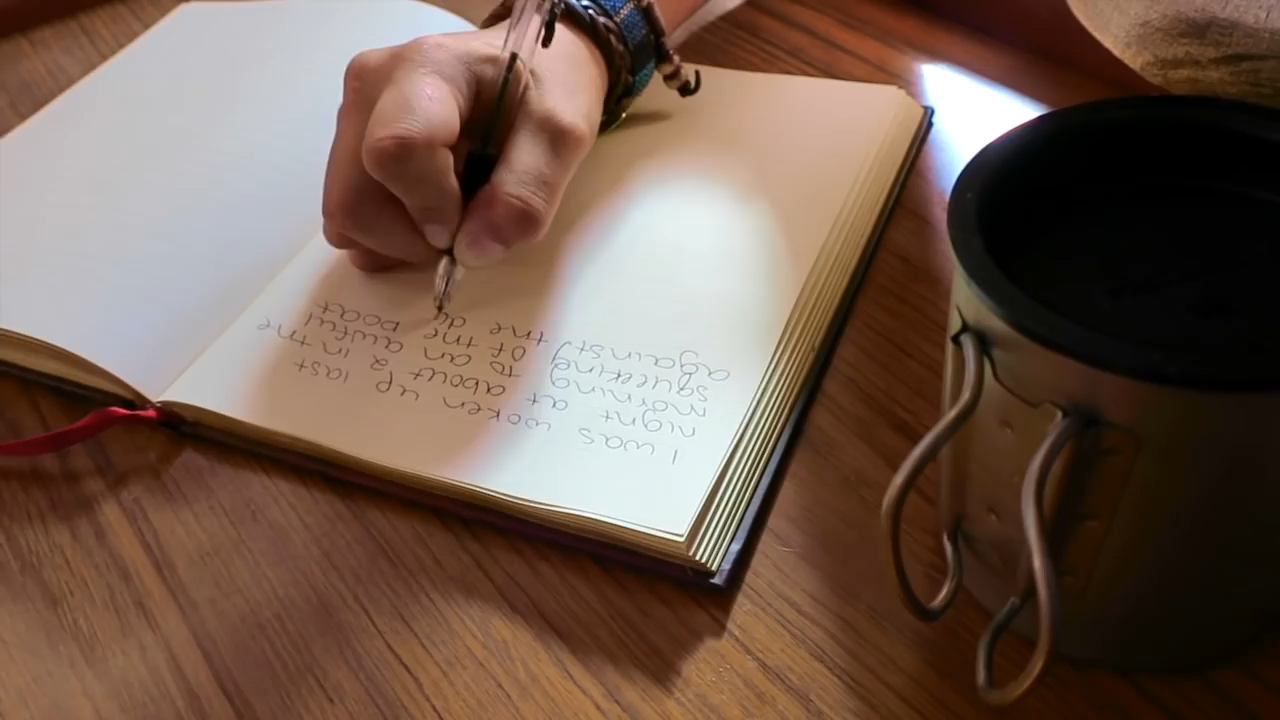 I was woken up last
night at about 2 in the
morning to an awful
squeeking of the boat
against the d